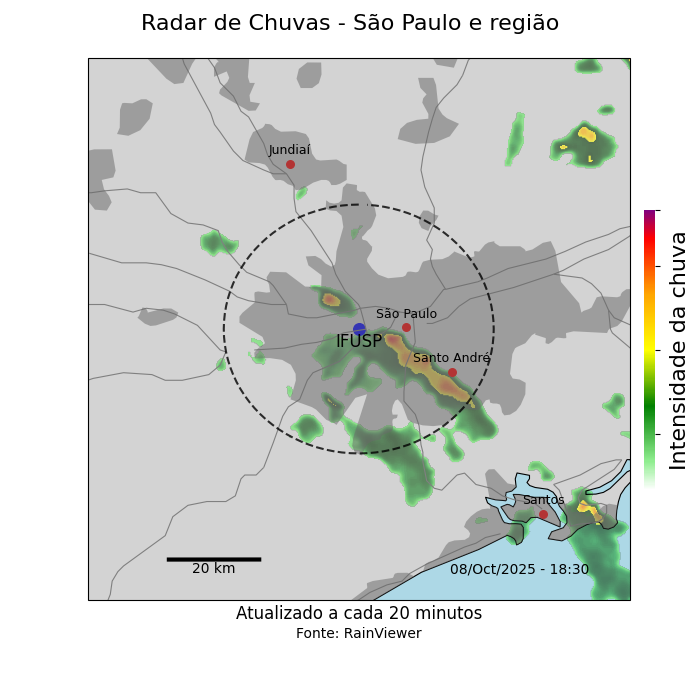 Radar de Chuvas - São Paulo e região
Jundiaí
São Paulo
IFUSP
Santo André
Intensidade da chuva
Santos
20 km
08/Oct/2025 - 18:30
Atualizado a cada 20 minutos
Fonte: RainViewer